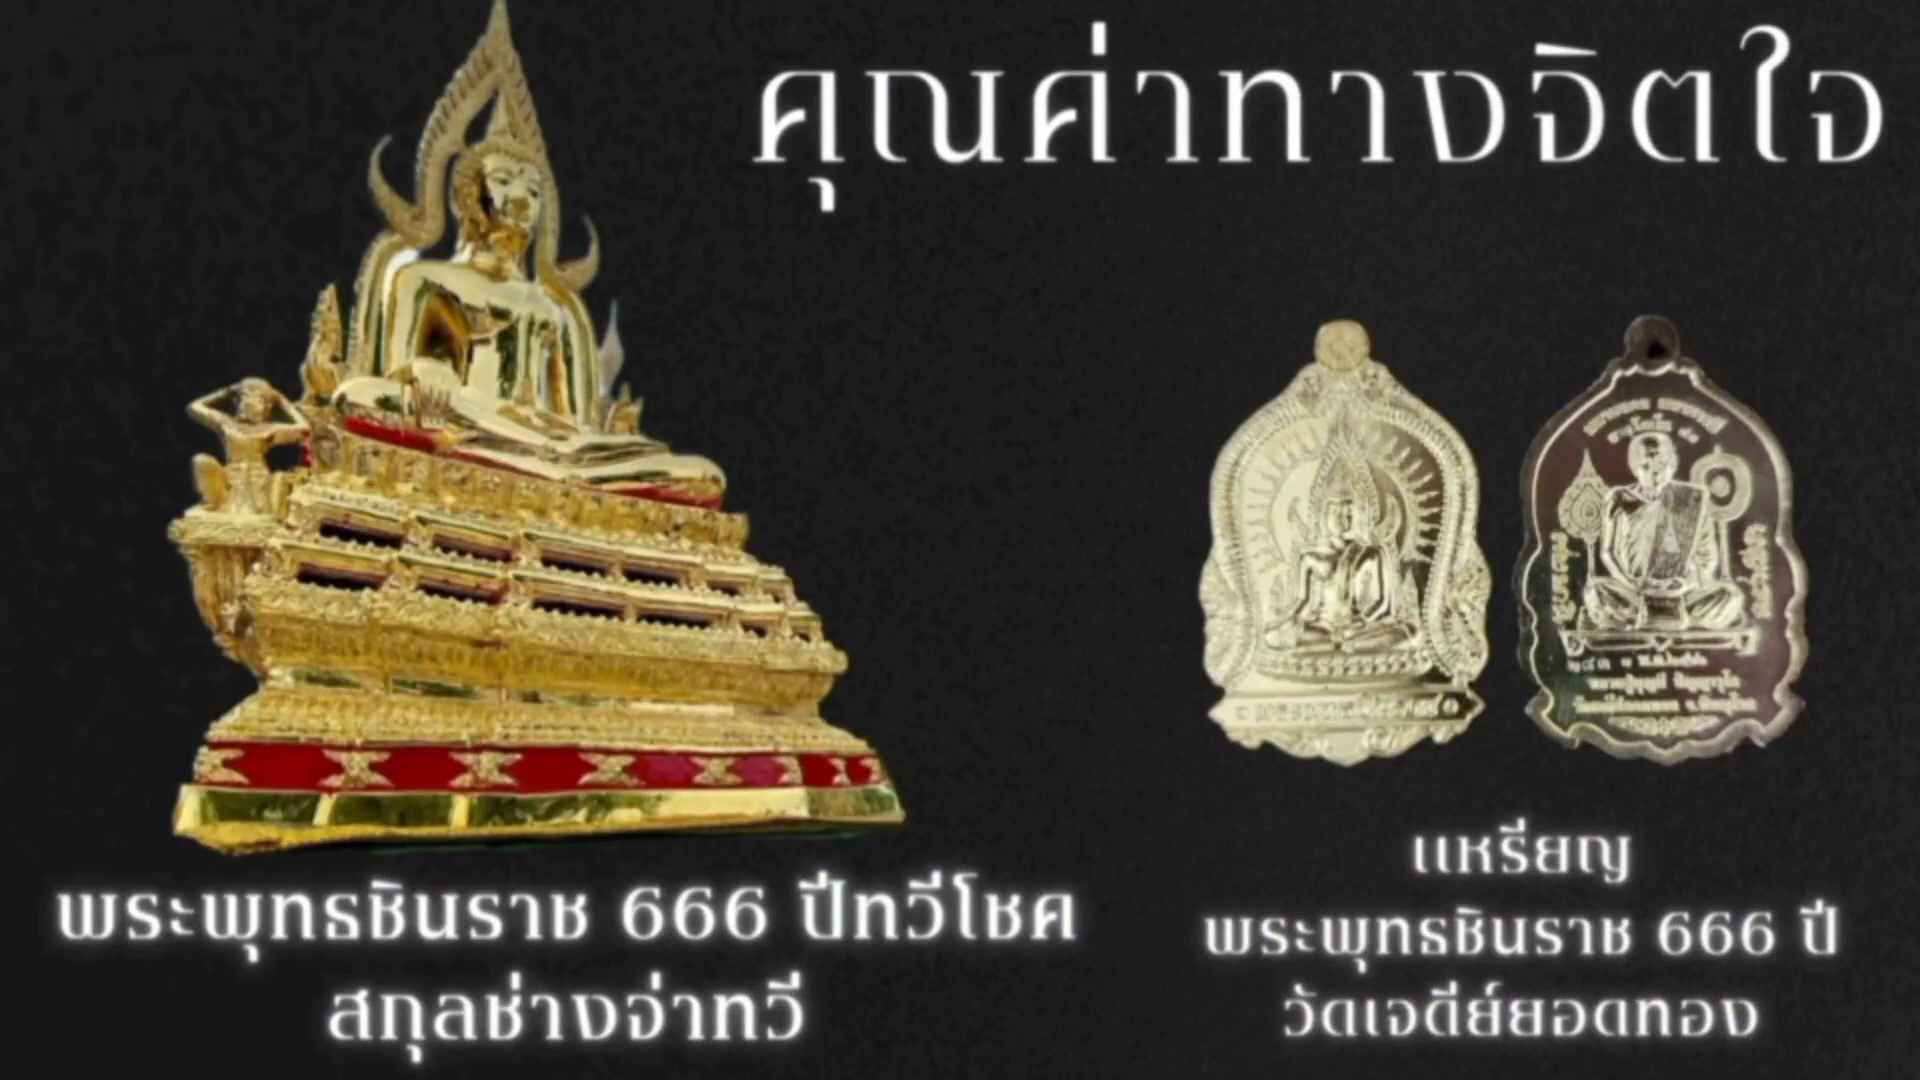 คุณค่าทางจิตใจ
พระพุทธชินราช 666 ปีทวีโชค
สกุลช่างจ่าทวี
เเหรียญ
พระพุทธชินราช 666 ปี
วัดเจดีย์ยอดทอง